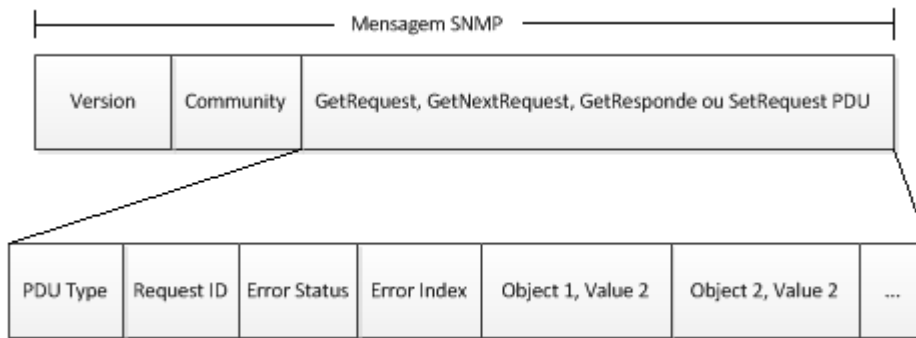 Mensagem SNMP
Version
Community
GetRequest, GetNextRequest, GetResponde ou SetRequest PDU
PDU Type
Request ID
Error Status
Error Index
Object 1, Value 2
Object 2, Value 2
...